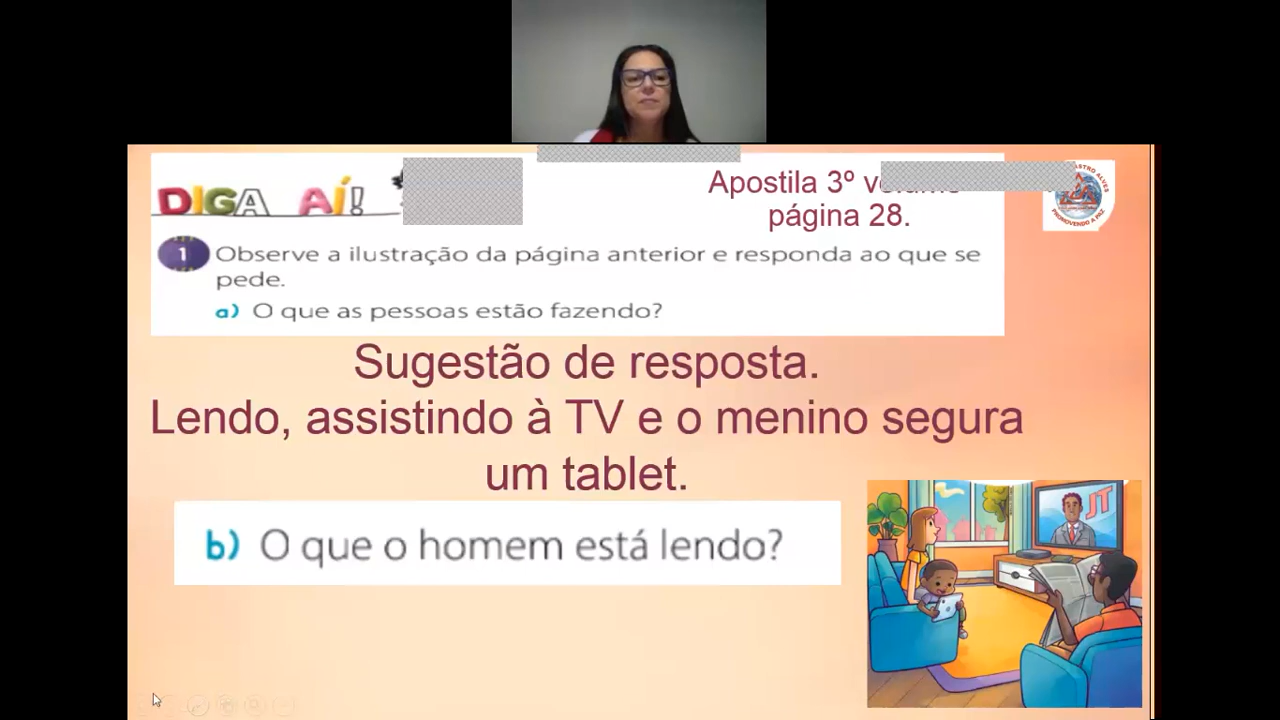 DIGA AÍ!
Apostila 3º
página 28.
1 Observe a ilustração da página anterior e responda ao que se
pede.
a) O que as pessoas estão fazendo?
Sugestão de resposta.
Lendo, assistindo à TV e o menino segura
um tablet.
b) O que o homem está lendo?
JT